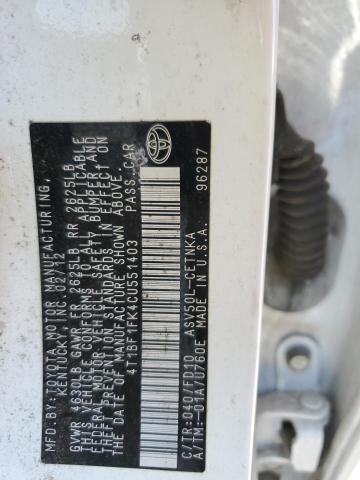 MFD. BY: TOYOTA MOTOR MANUFACTURING,
KENTUCKY, INC. 02/12
GVWR 4630LB GAWR FR 2625LB RR 2625LB
THIS VEHICLE CONFORMS TO ALL APPLICABLE
FEDERAL MOTOR VEHICLE SAFETY, BUMPER, AND
THEFT PREVENTION STANDARDS IN EFFECT ON
THE DATE OF MANUFACTURE SHOWN ABOVE.
4T1BF1FK4CU551403 PASS. CAR
C/TR: 040/FD10 ASV50L-CETNKA
A/TM:-01A/U760E MADE IN U.S.A.
96287
TOYOTA